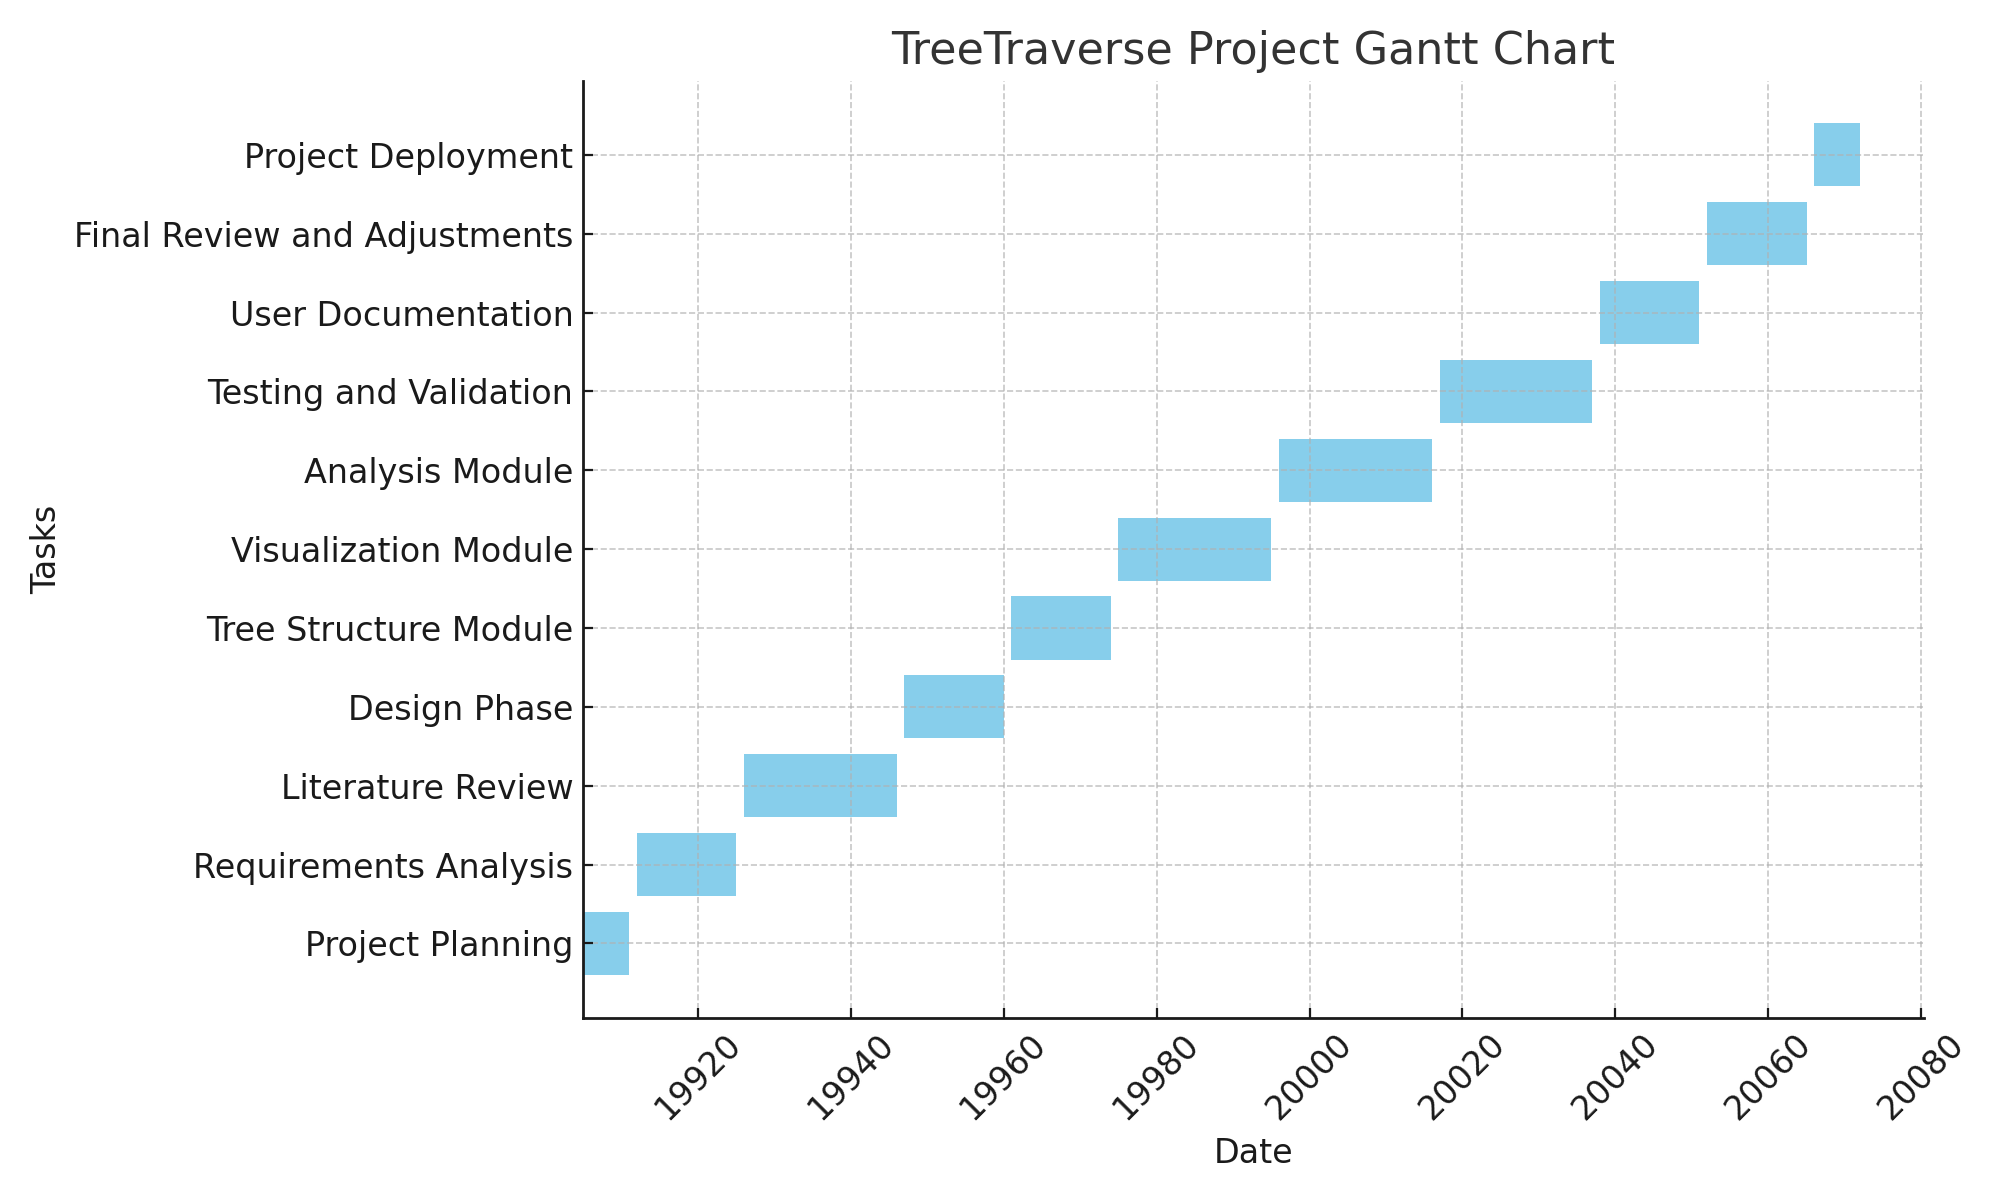 TreeTraverse Project Gantt Chart
Project Deployment
Final Review and Adjustments
User Documentation
Testing and Validation
Analysis Module
Visualization Module
Tree Structure Module
Design Phase
Literature Review
Requirements Analysis
Project Planning
Tasks
19920
19940
19960
19980
20000
20020
20040
20060
20080
Date